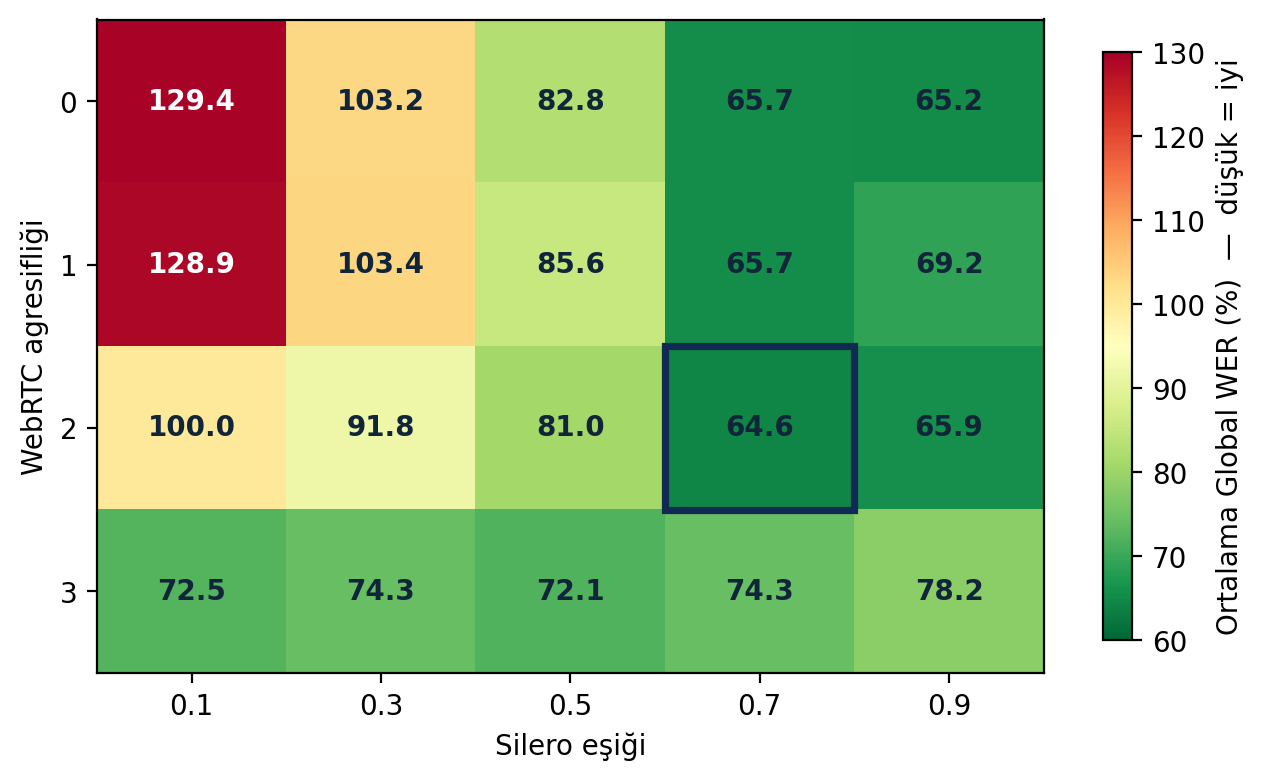 0 129.4 103.2 82.8 65.7 65.2
1 128.9 103.4 85.6 65.7 69.2
2 100.0 91.8 81.0 64.6 65.9
3 72.5 74.3 72.1 74.3 78.2
0.1 0.3 0.5 0.7 0.9
Silero eşiği
WebRTC agresifliği
130
120
110
100
90
80
70
60
Ortalama Global WER (%) — düşük = iyi